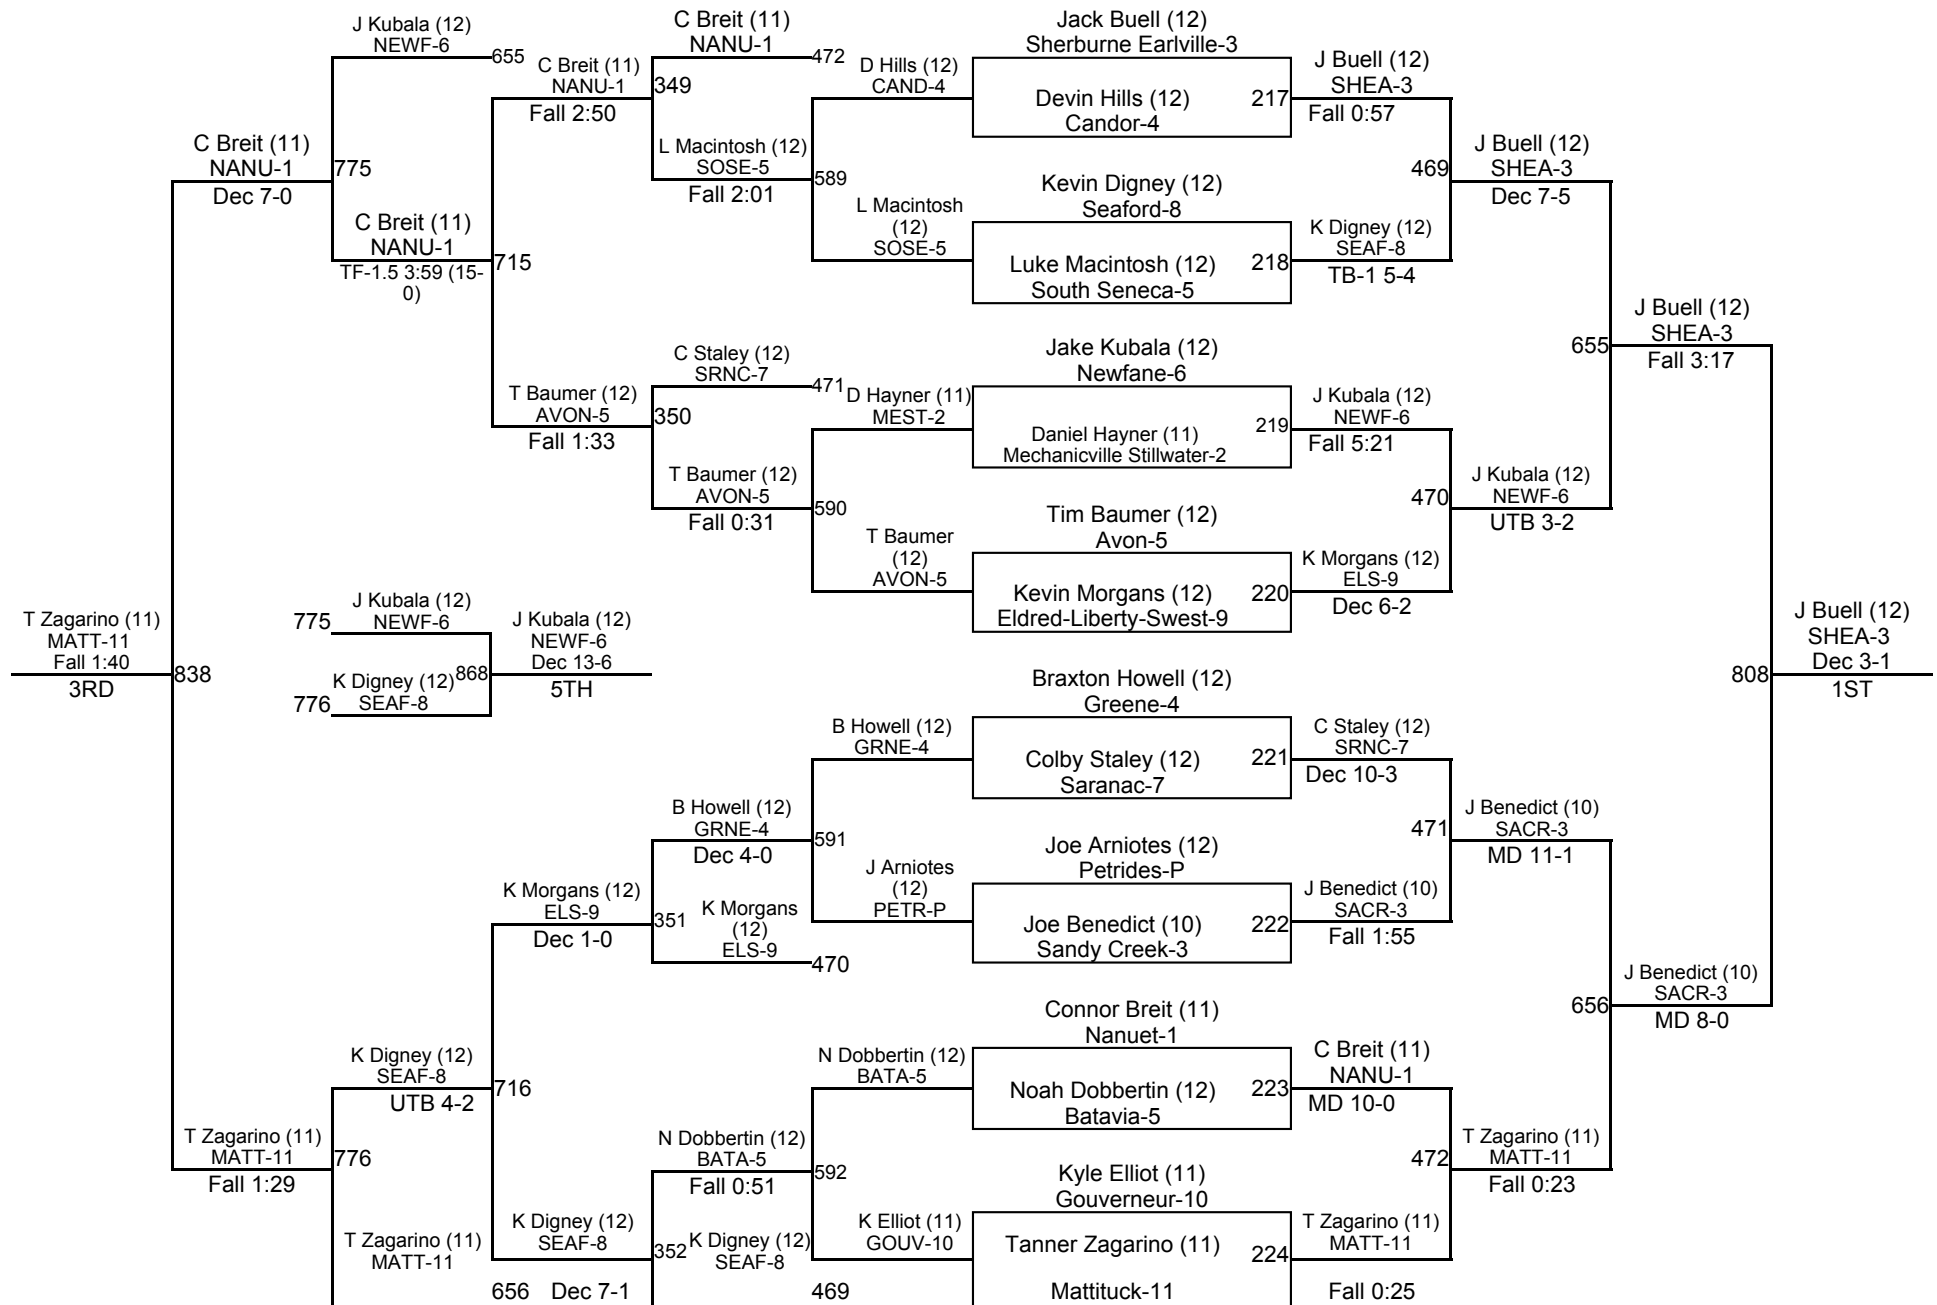 J Kubala (12)
NEWF-6
655
C Breit (11)
NANU-1
Dec 7-0
775
C Breit (11)
NANU-1
TF-1.5 3:59 (15-
0)
715
C Breit (11)
NANU-1
Fall 2:50
349
C Breit (11)
NANU-1
472
L Macintosh (12)
SOSE-5
Fall 2:01
589
D Hills (12)
CAND-4
L Macintosh
(12)
SOSE-5
Jack Buell (12)
Sherburne Earlville-3
Devin Hills (12)
Candor-4
217
J Buell (12)
SHEA-3
Fall 0:57
469
J Buell (12)
SHEA-3
Dec 7-5
Kevin Digney (12)
Seaford-8
Luke Macintosh (12)
South Seneca-5
218
K Digney (12)
SEAF-8
TB-1 5-4
655
J Buell (12)
SHEA-3
Fall 3:17
T Baumer (12)
AVON-5
Fall 1:33
350
C Staley (12)
SRNC-7
471
T Baumer (12)
AVON-5
Fall 0:31
590
D Hayner (11)
MEST-2
T Baumer
(12)
AVON-5
Jake Kubala (12)
Newfane-6
Daniel Hayner (11)
Mechanicville Stillwater-2
219
J Kubala (12)
NEWF-6
Fall 5:21
470
J Kubala (12)
NEWF-6
UTB 3-2
Tim Baumer (12)
Avon-5
Kevin Morgans (12)
Eldred-Liberty-Swest-9
220
K Morgans (12)
ELS-9
Dec 6-2
T Zagarino (11)
MATT-11
Fall 1:40
3RD
838
775
J Kubala (12)
NEWF-6
776
K Digney (12)
SEAF-8
868
J Kubala (12)
NEWF-6
Dec 13-6
5TH
808
J Buell (12)
SHEA-3
Dec 3-1
1ST
Braxton Howell (12)
Greene-4
Colby Staley (12)
Saranac-7
221
C Staley (12)
SRNC-7
Dec 10-3
B Howell (12)
GRNE-4
B Howell (12)
GRNE-4
Dec 4-0
591
J Arniotes
(12)
PETR-P
Joe Arniotes (12)
Petrides-P
Joe Benedict (10)
Sandy Creek-3
222
J Benedict (10)
SACR-3
Fall 1:55
471
J Benedict (10)
SACR-3
MD 11-1
K Morgans (12)
ELS-9
Dec 1-0
351
K Morgans
(12)
ELS-9
470
656
J Benedict (10)
SACR-3
MD 8-0
K Digney (12)
SEAF-8
UTB 4-2
716
N Dobbertin (12)
BATA-5
Connor Breit (11)
Nanuet-1
Noah Dobbertin (12)
Batavia-5
223
C Breit (11)
NANU-1
MD 10-0
T Zagarino (11)
MATT-11
Fall 1:29
776
N Dobbertin (12)
BATA-5
Fall 0:51
592
472
T Zagarino (11)
MATT-11
Fall 0:23
T Zagarino (11)
MATT-11
656
K Digney (12)
SEAF-8
Dec 7-1
352
K Digney (12)
SEAF-8
469
K Elliot (11)
GOUV-10
Kyle Elliot (11)
Gouverneur-10
Tanner Zagarino (11)
Mattituck-11
224
T Zagarino (11)
MATT-11
Fall 0:25